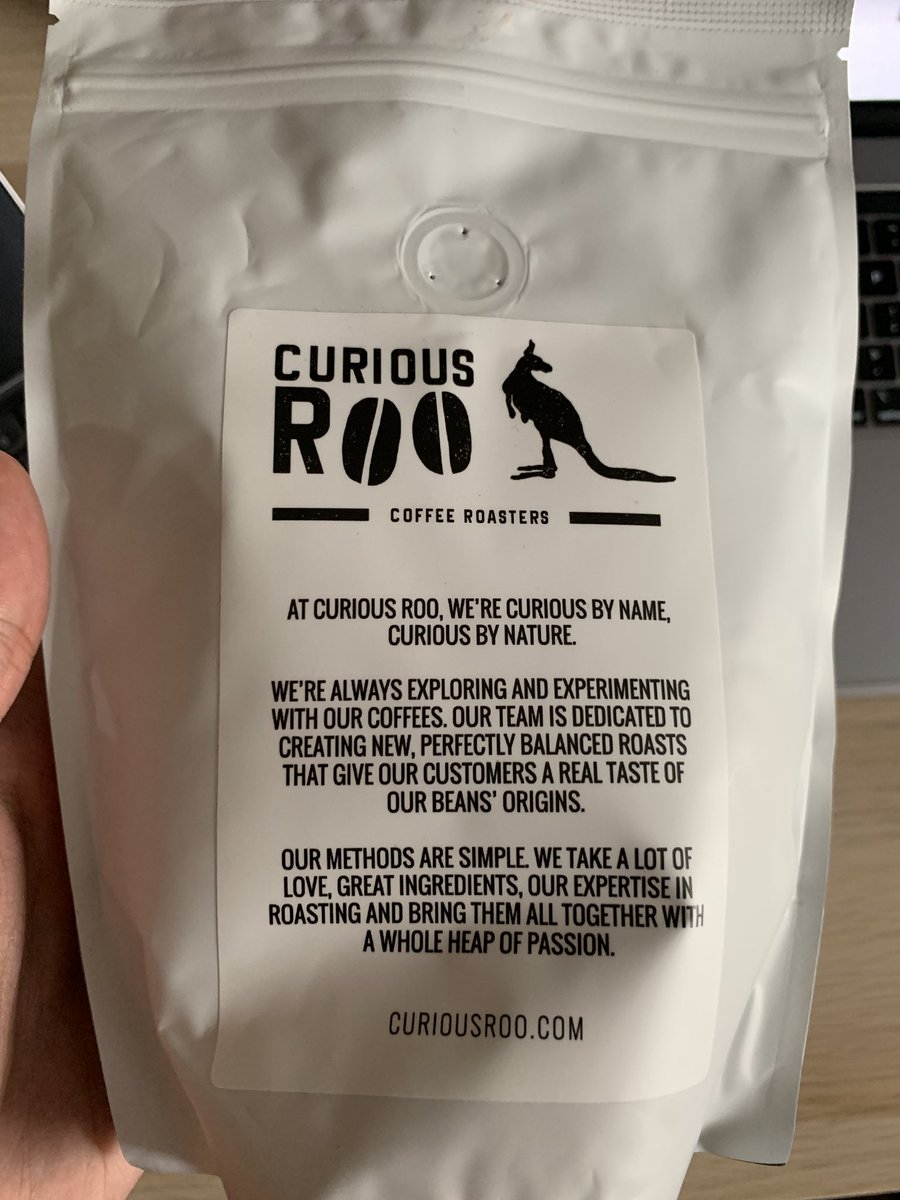 CURIOUS
ROO
COFFEE ROASTERS
AT CURIOUS ROO, WE'RE CURIOUS BY NAME,
CURIOUS BY NATURE.
WE'RE ALWAYS EXPLORING AND EXPERIMENTING
WITH OUR COFFEES. OUR TEAM IS DEDICATED TO
CREATING NEW, PERFECTLY BALANCED ROASTS
THAT GIVE OUR CUSTOMERS A REAL TASTE OF
OUR BEANS' ORIGINS.
OUR METHODS ARE SIMPLE. WE TAKE A LOT OF
LOVE, GREAT INGREDIENTS, OUR EXPERTISE IN
ROASTING AND BRING THEM ALL TOGETHER WITH
A WHOLE HEAP OF PASSION.
CURIOUSROO.COM